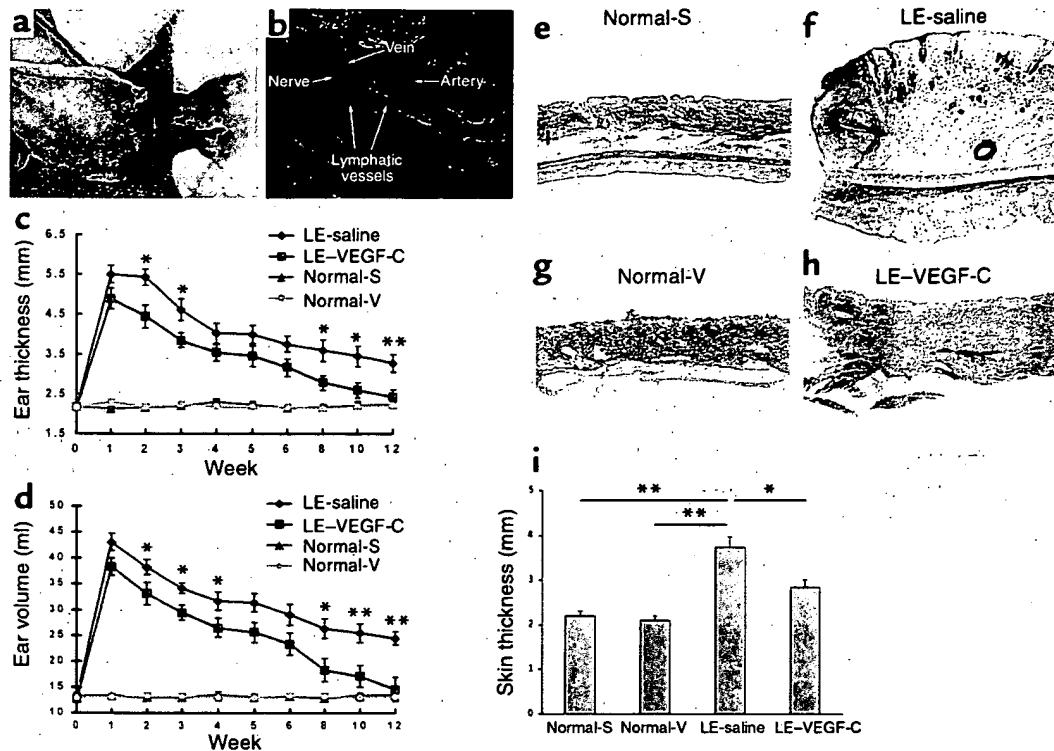 a
b
Vein
Nerve
Artery
Lymphatic
vessels
c
Ear thickness (mm)
6.5
5.5
4.5
3.5
2.5
1.5
LE-saline
LE–VEGF-C
Normal-S
Normal-V
*
*
*
*
**
0 1 2 3 4 5 6 8 10 12
Week
d
Ear volume (ml)
50
45
40
35
30
25
20
15
10
LE-saline
LE–VEGF-C
Normal-S
Normal-V
*
*
*
*
**
**
0 1 2 3 4 5 6 8 10 12
Week
e
Normal-S
f
LE-saline
g
Normal-V
h
LE–VEGF-C
i
Skin thickness (mm)
5
4
3
2
1
0
**
*
**
Normal-S Normal-V LE-saline LE–VEGF-C